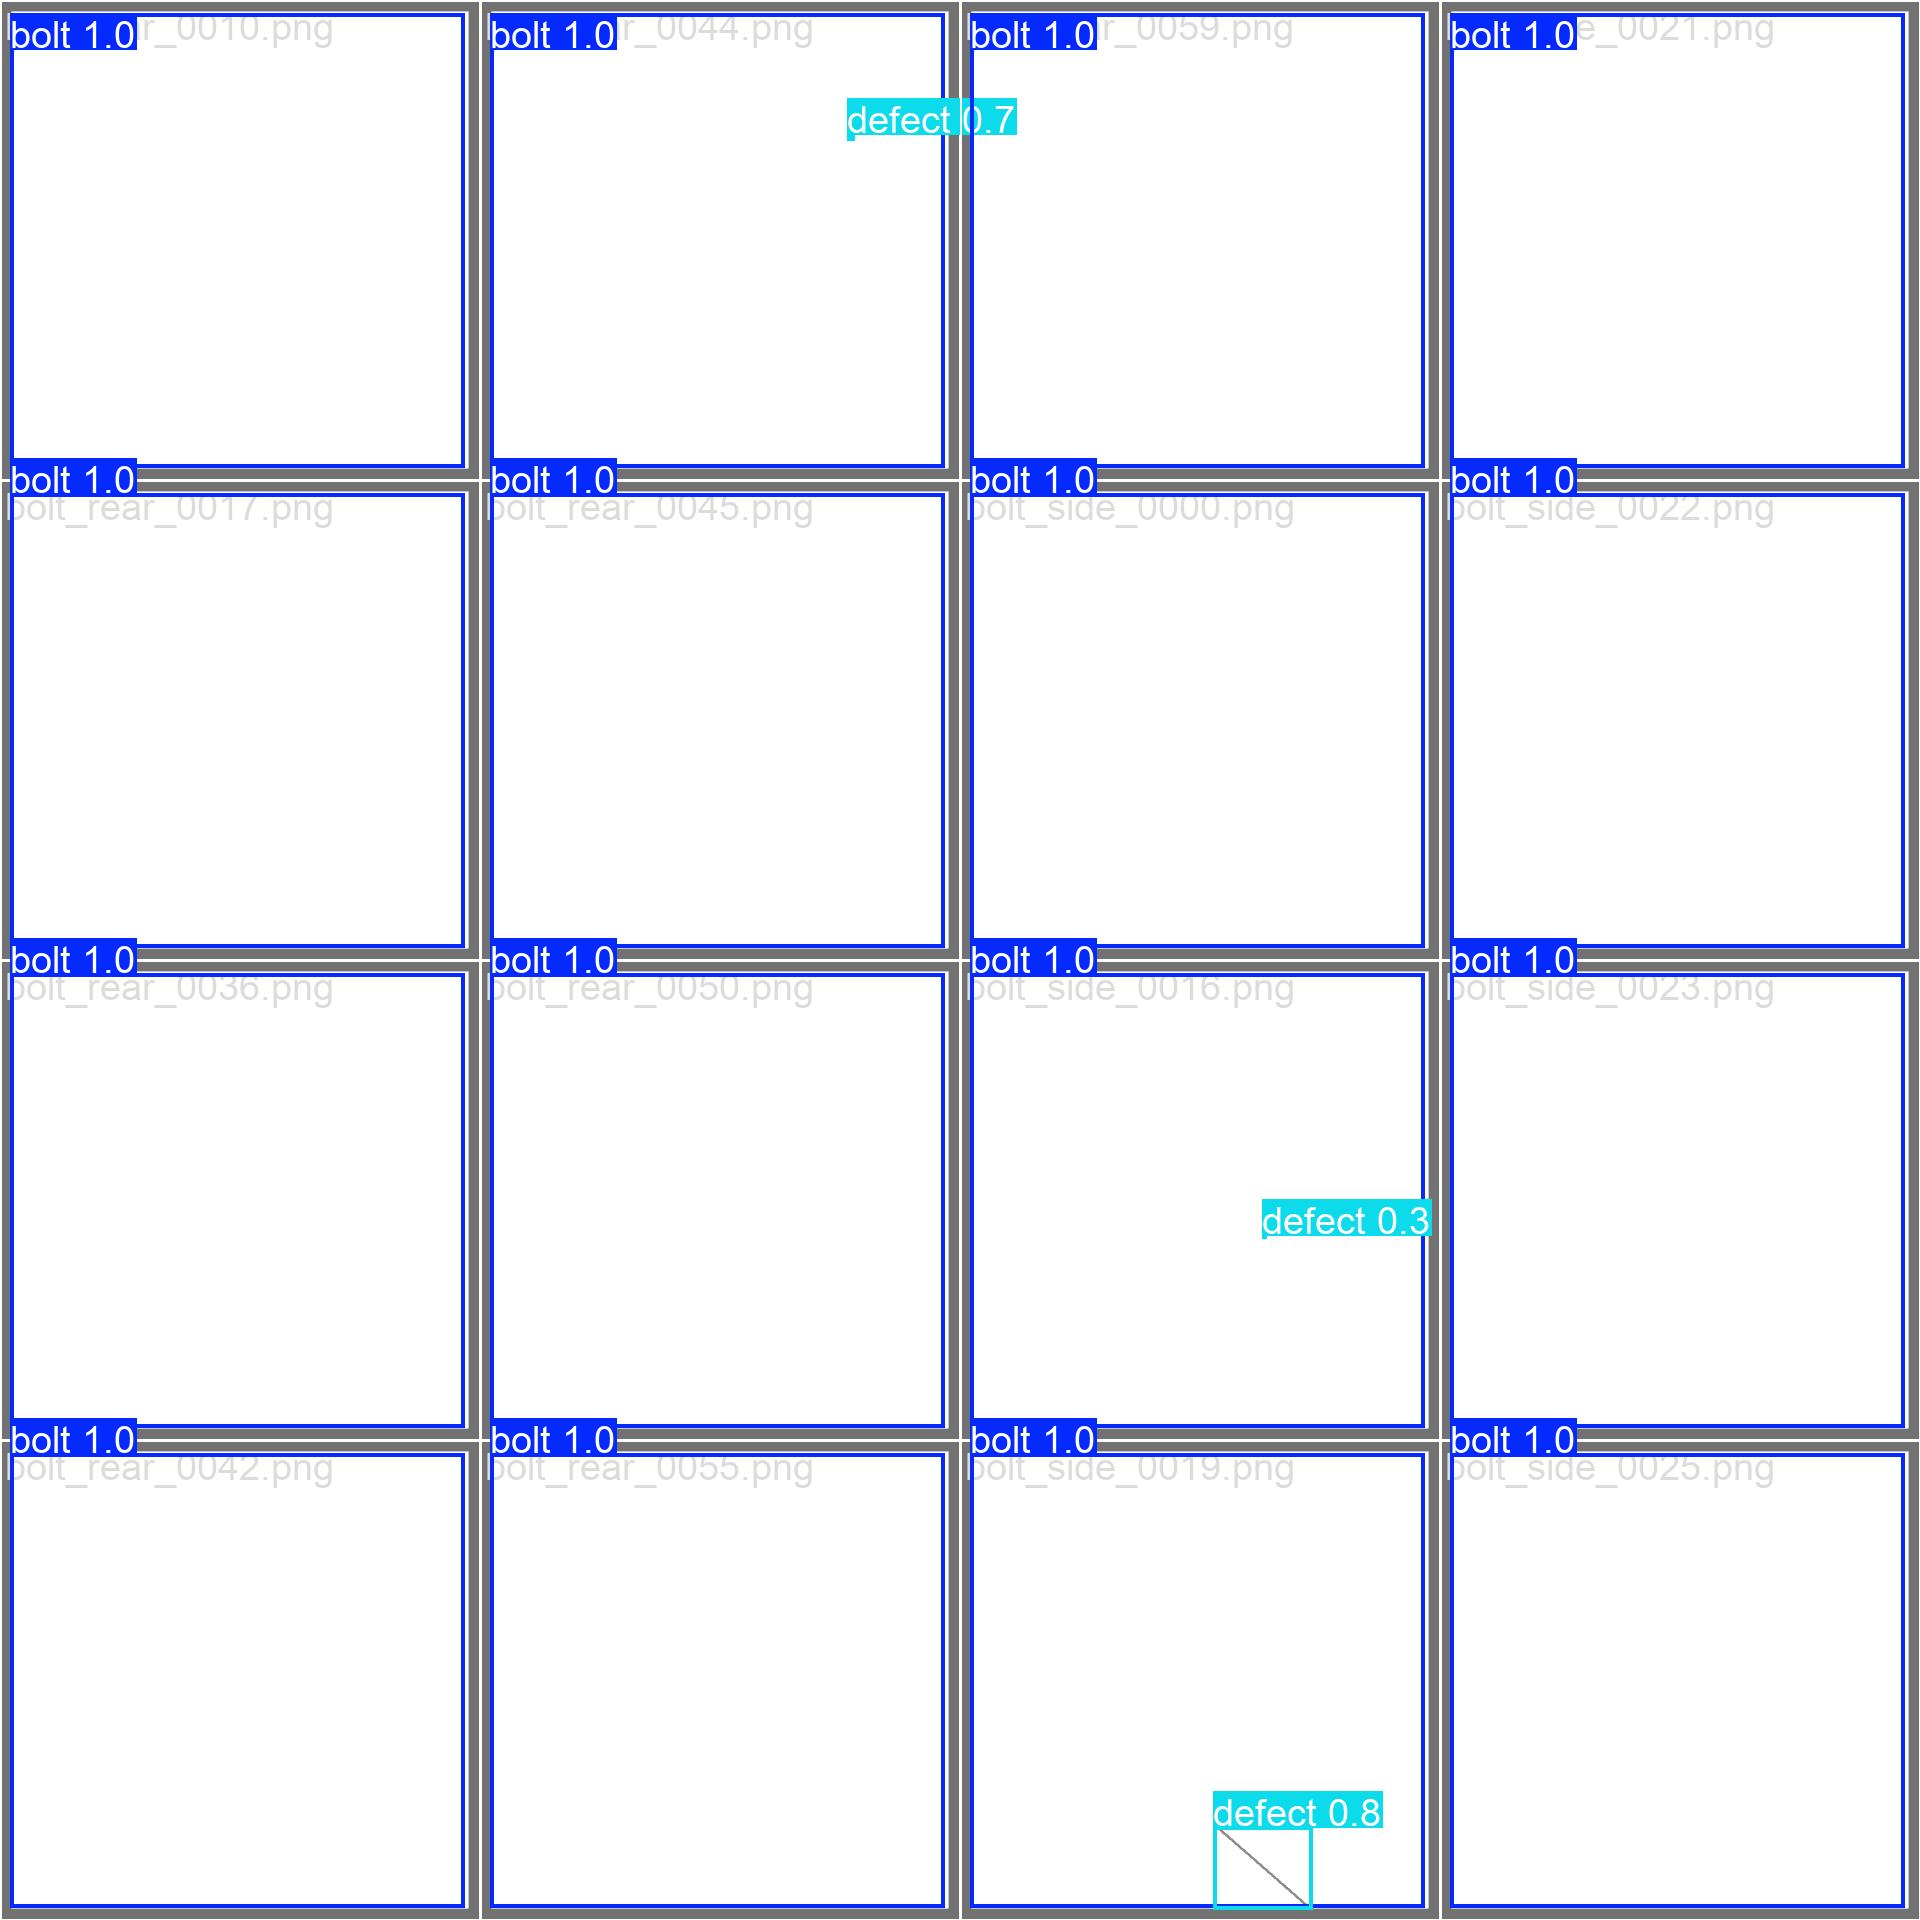 bolt 1.0 r_0010.png
bolt 1.0 r_0044.png
bolt 1.0 r_0059.png
bolt 1.0 e_0021.png
defect 0.7
bolt 1.0
bolt 1.0
bolt 1.0
bolt 1.0
bolt_rear_0017.png
bolt_rear_0045.png
bolt_side_0000.png
bolt_side_0022.png
bolt 1.0
bolt 1.0
bolt 1.0
bolt 1.0
bolt_rear_0036.png
bolt_rear_0050.png
bolt_side_0016.png
bolt_side_0023.png
defect 0.3
bolt 1.0
bolt 1.0
bolt 1.0
bolt 1.0
bolt_rear_0042.png
bolt_rear_0055.png
bolt_side_0019.png
bolt_side_0025.png
defect 0.8